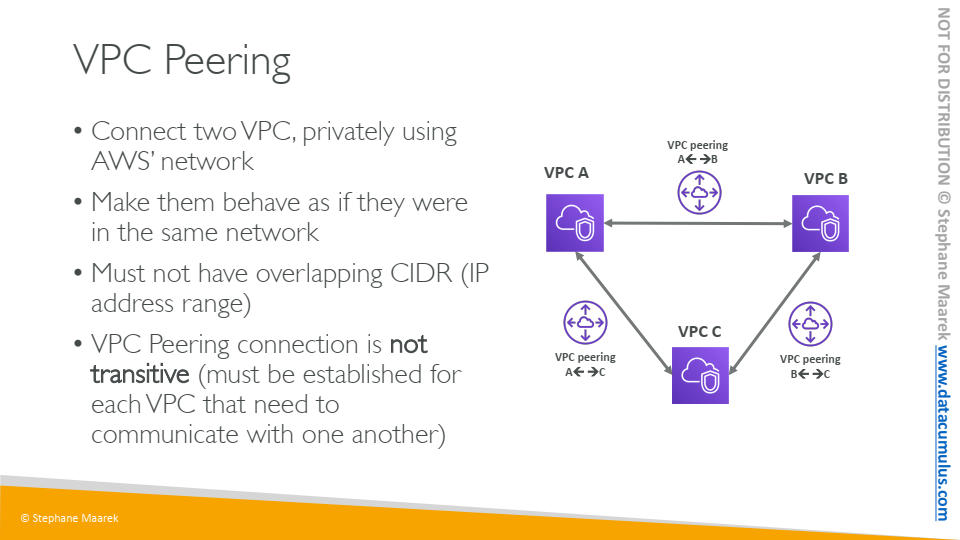 VPC Peering
• Connect two VPC, privately using
AWS’ network
• Make them behave as if they were
in the same network
• Must not have overlapping CIDR (IP
address range)
• VPC Peering connection is not
transitive (must be established for
each VPC that need to
communicate with one another)
VPC peering
A🡨 🡪B
VPC A
VPC B
VPC C
VPC peering
A🡨 🡪C
VPC peering
B🡨 🡪C
NOT FOR DISTRIBUTION © Stephane Maarek www.datacumulus.com
© Stephane Maarek